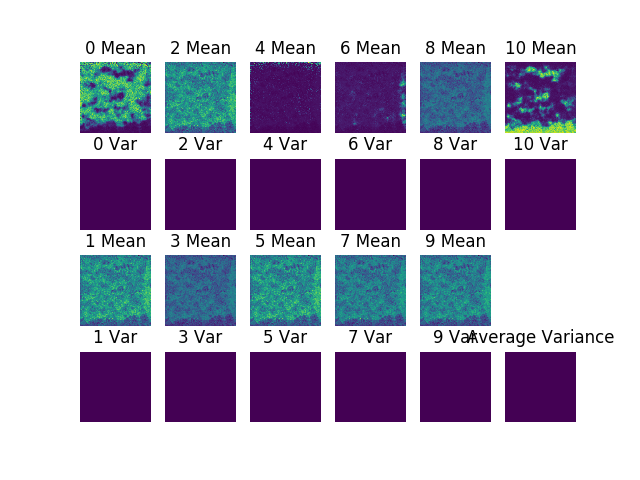 0 Mean 2 Mean 4 Mean 6 Mean 8 Mean 10 Mean
0 Var 2 Var 4 Var 6 Var 8 Var 10 Var
1 Mean 3 Mean 5 Mean 7 Mean 9 Mean
1 Var 3 Var 5 Var 7 Var 9 Var Average Variance